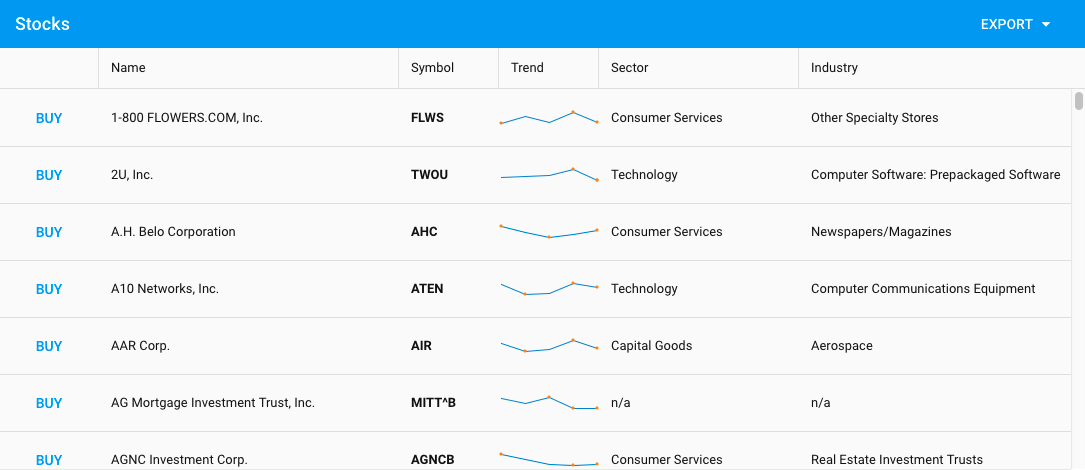 Stocks EXPORT
Name Symbol Trend Sector Industry
BUY 1-800 FLOWERS.COM, Inc. FLWS Consumer Services Other Specialty Stores
BUY 2U, Inc. TWOU Technology Computer Software: Prepackaged Software
BUY A.H. Belo Corporation AHC Consumer Services Newspapers/Magazines
BUY A10 Networks, Inc. ATEN Technology Computer Communications Equipment
BUY AAR Corp. AIR Capital Goods Aerospace
BUY AG Mortgage Investment Trust, Inc. MITT^B n/a n/a
BUY AGNC Investment Corp. AGNCB Consumer Services Real Estate Investment Trusts